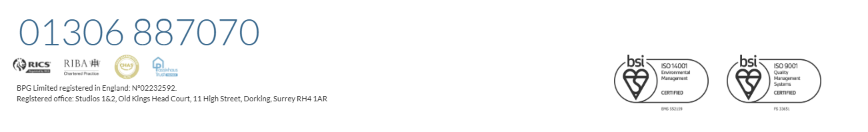 01306 887070
RICS
RIBA
Chartered Practice
CHAS
BPG Limited registered in England: Nº02232592.
Registered office: Studios 1&2, Old Kings Head Court, 11 High Street, Dorking, Surrey RH4 1AR
bsi.
ISO 14001
Environmental
Management
CERTIFIED
bsi.
ISO 9001
Quality
Management
Systems
CERTIFIED